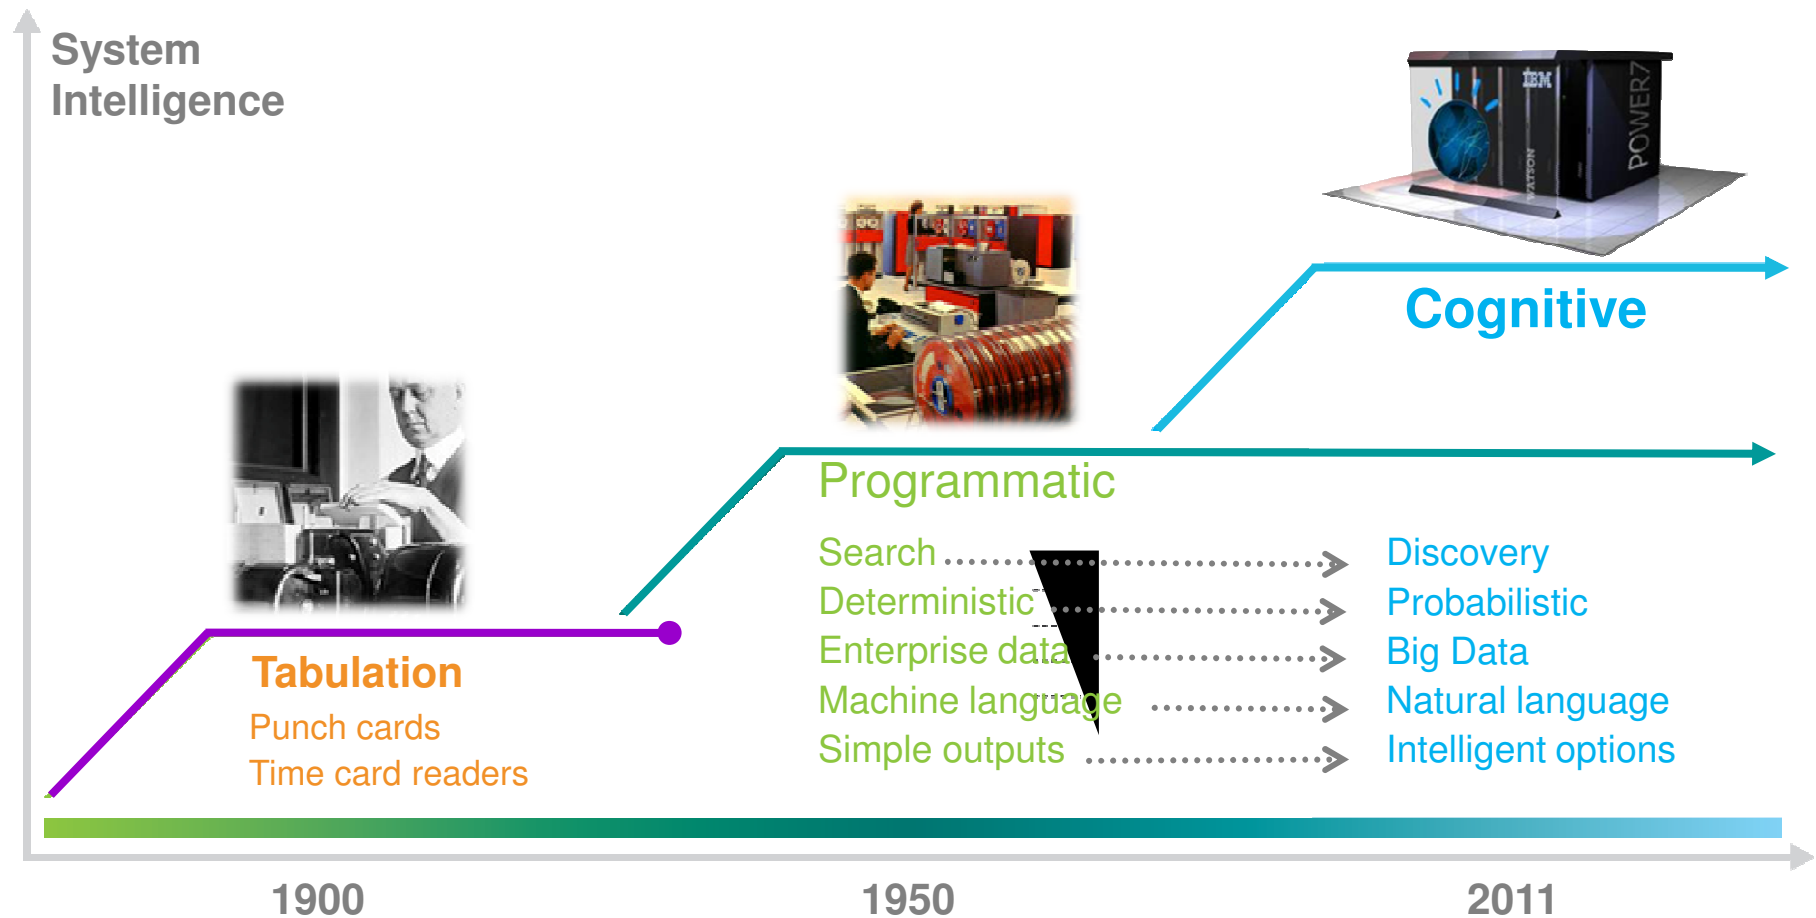 System
Intelligence
IBM
POWER7
WATSON
Cognitive
Programmatic
Search
Discovery
Deterministic
Probabilistic
Enterprise data
Big Data
Machine language
Natural language
Simple outputs
Intelligent options
Tabulation
Punch cards
Time card readers
1900
1950
2011